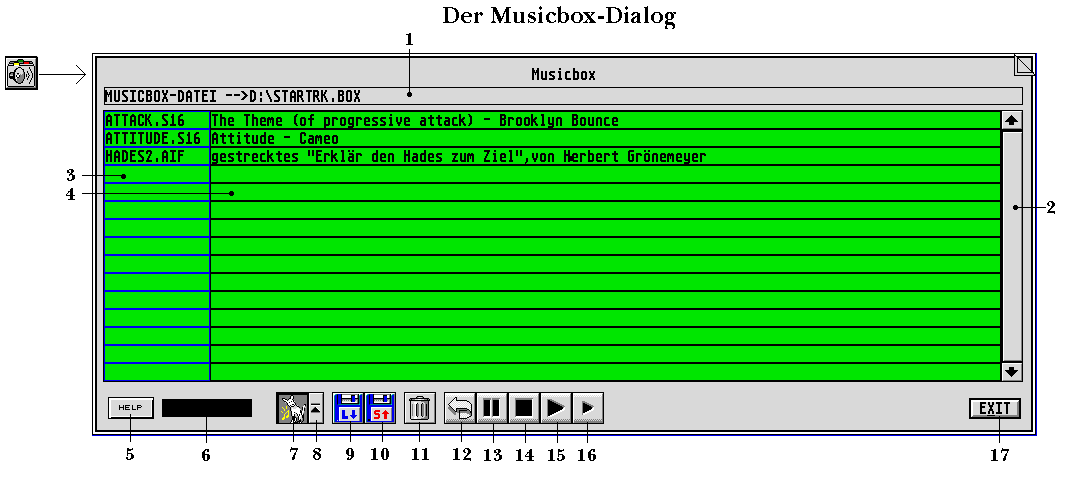 Der Musicbox-Dialog
1
Musicbox
MUSICBOX-DATEI -->D:\STARTRK.BOX
ATTACK.S16 The Theme (of progressive attack) - Brooklyn Bounce
ATTITUDE.S16 Attitude - Cameo
HADES2.AIF gestrecktes "Erklär den Hades zum Ziel",von Herbert Grönemeyer
3
4
2
HELP
L
S
EXIT
5 6 7 8 9 10 11 12 13 14 15 16 17